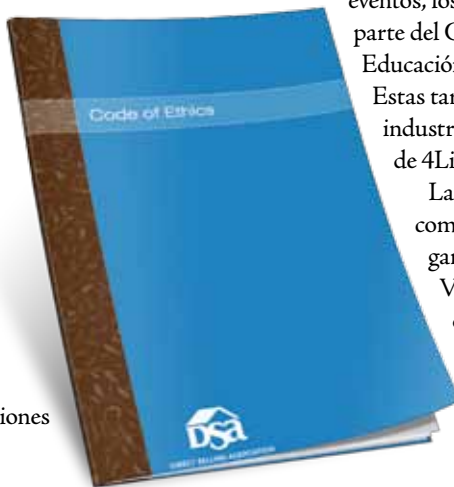 eventos, los
parte del
Educación
Estas
industr
de 4Li
La
com
gar
V
iones
Code of Ethics
DSA
DIRECT SELLING ASSOCIATION